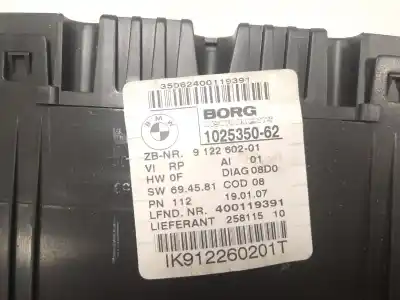 35062400119391
BMW
BORG
1025350-62
ZB-NR. 9 122 602-01
VI RP AI 01
HW 0F DIAG 08D0
SW 69.45.81 COD 08
PN 112 19.01.07
LFND. NR. 400119391
LIEFERANT 258115 10
IK912260201T